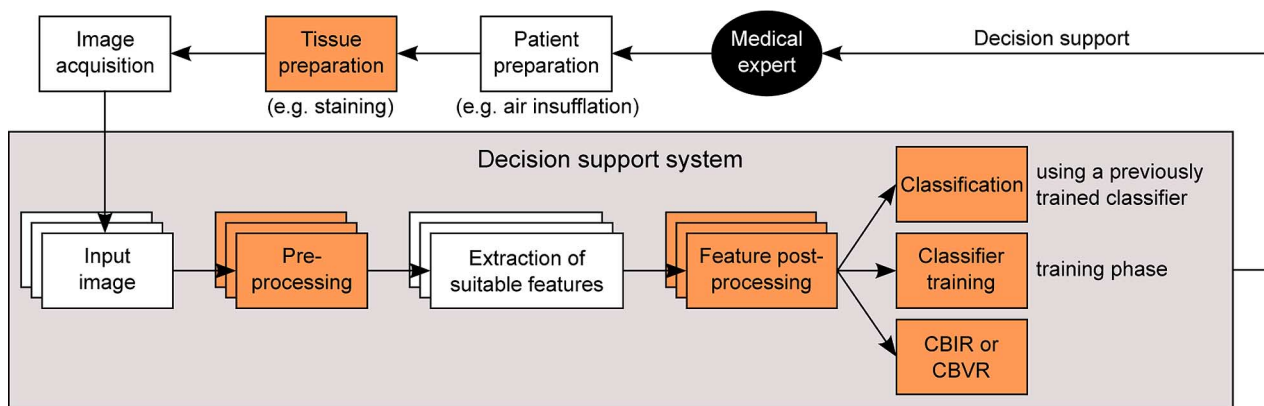 Image
acquisition
Tissue
preparation
(e.g. staining)
Patient
preparation
(e.g. air insufflation)
Medical
expert
Decision support
Decision support system
Input
image
Pre-
processing
Extraction of
suitable features
Feature post-
processing
Classification
using a previously
trained classifier
Classifier
training
training phase
CBIR or
CBVR